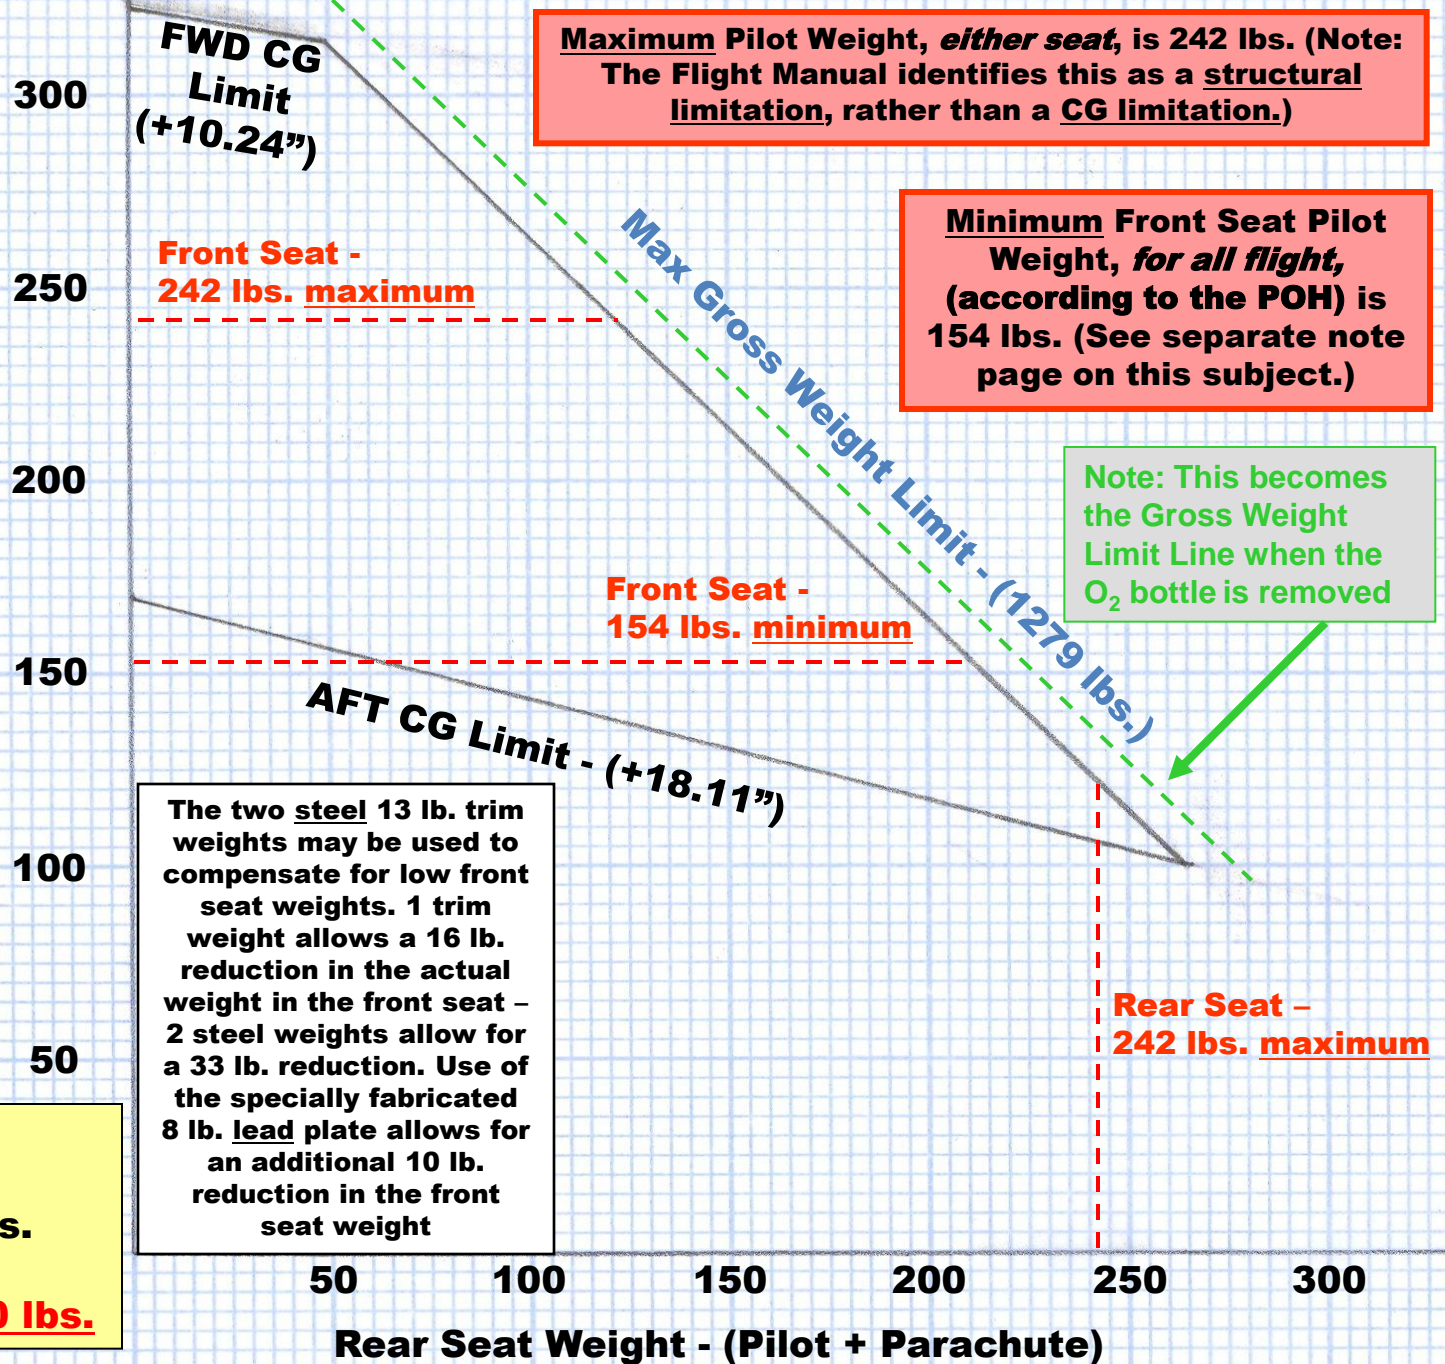 FWD CG
Limit
(+10.24”)
Maximum Pilot Weight, either seat, is 242 lbs. (Note:
The Flight Manual identifies this as a structural
limitation, rather than a CG limitation.)
Minimum Front Seat Pilot
Weight, for all flight,
(according to the POH) is
154 lbs. (See separate note
page on this subject.)
300
250
200
150
100
50
Front Seat -
242 lbs. maximum
Max Gross Weight Limit - (1279 lbs.)
Note: This becomes
the Gross Weight
Limit Line when the
O₂ bottle is removed
Front Seat -
154 lbs. minimum
AFT CG Limit - (+18.11”)
The two steel 13 lb. trim
weights may be used to
compensate for low front
seat weights. 1 trim
weight allows a 16 lb.
reduction in the actual
weight in the front seat –
2 steel weights allow for
a 33 lb. reduction. Use of
the specially fabricated
8 lb. lead plate allows for
an additional 10 lb.
reduction in the front
seat weight
Rear Seat –
242 lbs. maximum
s.
lbs.
50 100 150 200 250 300
Rear Seat Weight - (Pilot + Parachute)